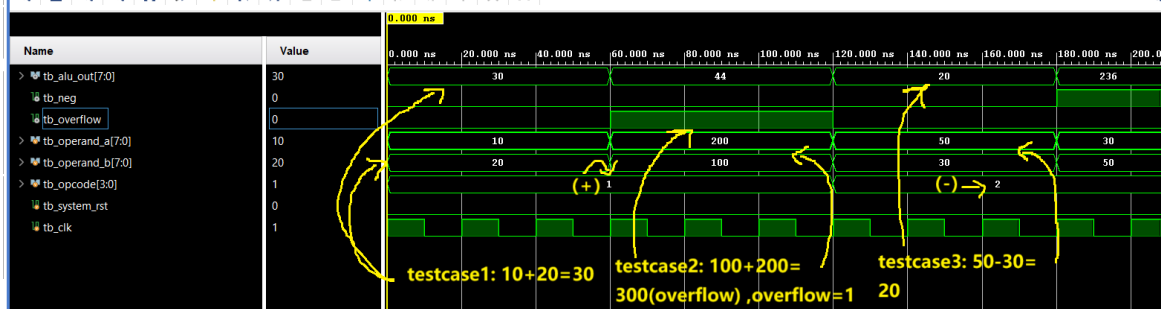 0.000 ns
Name Value 0.000 ns 20.000 ns 40.000 ns 60.000 ns 80.000 ns 100.000 ns 120.000 ns 140.000 ns 160.000 ns 180.000 ns 200.0
tb_alu_out[7:0] 30 30 44 20 236
tb_neg 0
tb_overflow 0
tb_operand_a[7:0] 10 10 200 50 30
tb_operand_b[7:0] 20 20 100 30 50
tb_opcode[3:0] 1 (+) 1 (-) 2
tb_system_rst 0
tb_clk 1
testcase1: 10+20=30
testcase2: 100+200=
300(overflow) ,overflow=1
testcase3: 50-30=
20